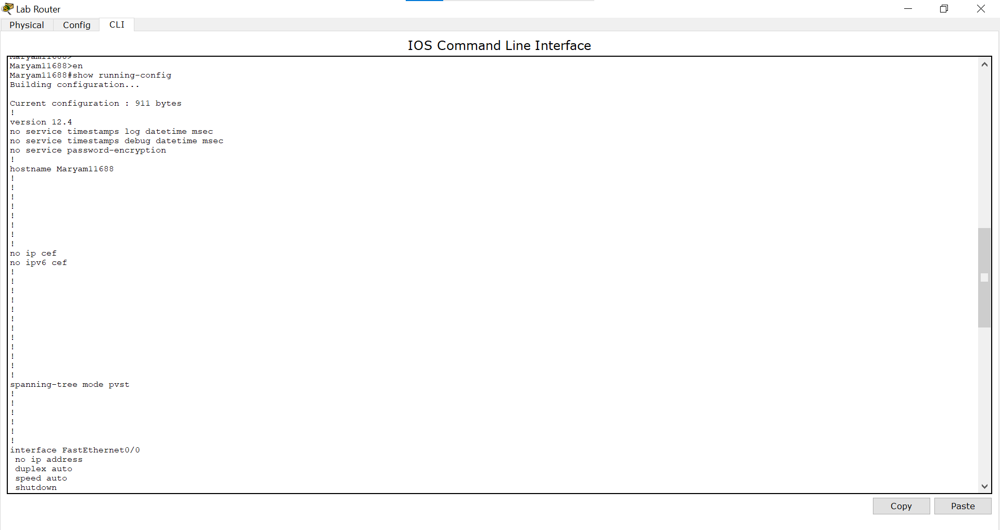 Lab Router
Physical Config CLI
IOS Command Line Interface
Maryam11688>
Maryam11688>en
Maryam11688#show running-config
Building configuration...
Current configuration : 911 bytes
!
version 12.4
no service timestamps log datetime msec
no service timestamps debug datetime msec
no service password-encryption
!
hostname Maryam11688
!
!
!
!
!
!
!
!
no ip cef
no ipv6 cef
!
!
!
!
!
!
!
!
!
!
!
!
spanning-tree mode pvst
!
!
!
!
!
!
interface FastEthernet0/0
 no ip address
 duplex auto
 speed auto
 shutdown
Copy Paste